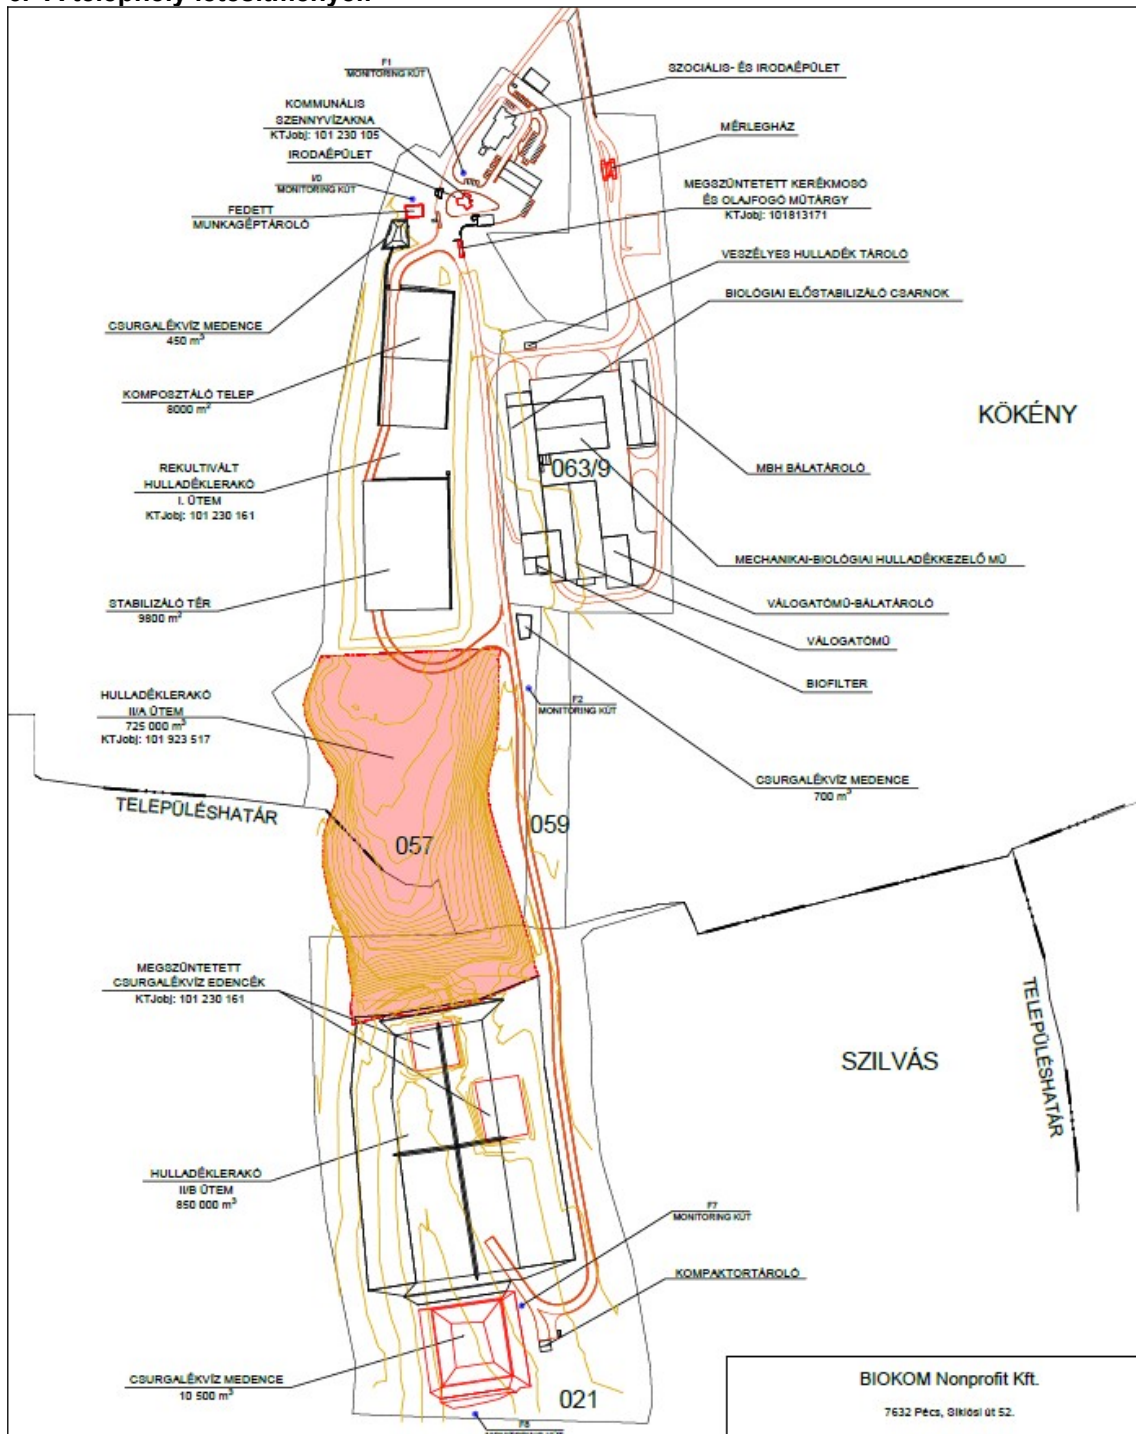 F1
MONITORING KÚT
SZOCIÁLIS- ÉS IRODAÉPÜLET
KOMMUNÁLIS
SZENNYVÍZAKNA
KTJobj: 101 230 105
MÉRLEGHÁZ
IRODAÉPÜLET
I/0
MONITORING KÚT
MEGSZŰNTETETT KERÉKMOSÓ
ÉS OLAJFOGÓ MŰTÁRGY
KTJobj: 101813171
FEDETT
MUNKAGÉPTÁROLÓ
VESZÉLYES HULLADÉK TÁROLÓ
BIOLÓGIAI ELŐSTABILIZÁLÓ CSARNOK
CSURGALÉKVÍZ MEDENCE
450 m³
KOMPOSZTÁLÓ TELEP
8000 m²
KÖKÉNY
REKULTIVÁLT
HULLADÉKLERAKÓ
I. ÜTEM
KTJobj: 101 230 161
063/9
MBH BÁLATÁROLÓ
MECHANIKAI-BIOLÓGIAI HULLADÉKKEZELŐ MŰ
STABILIZÁLÓ TÉR
9800 m²
VÁLOGATÓMŰ-BÁLATÁROLÓ
VÁLOGATÓMŰ
BIOFILTER
HULLADÉKLERAKÓ
II/A ÜTEM
725 000 m³
KTJobj: 101 923 517
F2
MONITORING KÚT
CSURGALÉKVÍZ MEDENCE
700 m³
TELEPÜLÉSHATÁR
059
057
MEGSZŰNTETETT
CSURGALÉKVÍZ EDENCÉK
KTJobj: 101 230 161
SZILVÁS
TELEPÜLÉSHATÁR
HULLADÉKLERAKÓ
II/B ÜTEM
850 000 m³
F7
MONITORING KÚT
KOMPAKTORTÁROLÓ
CSURGALÉKVÍZ MEDENCE
10 500 m³
021
BIOKOM Nonprofit Kft.
7632 Pécs, Siklósi út 52.